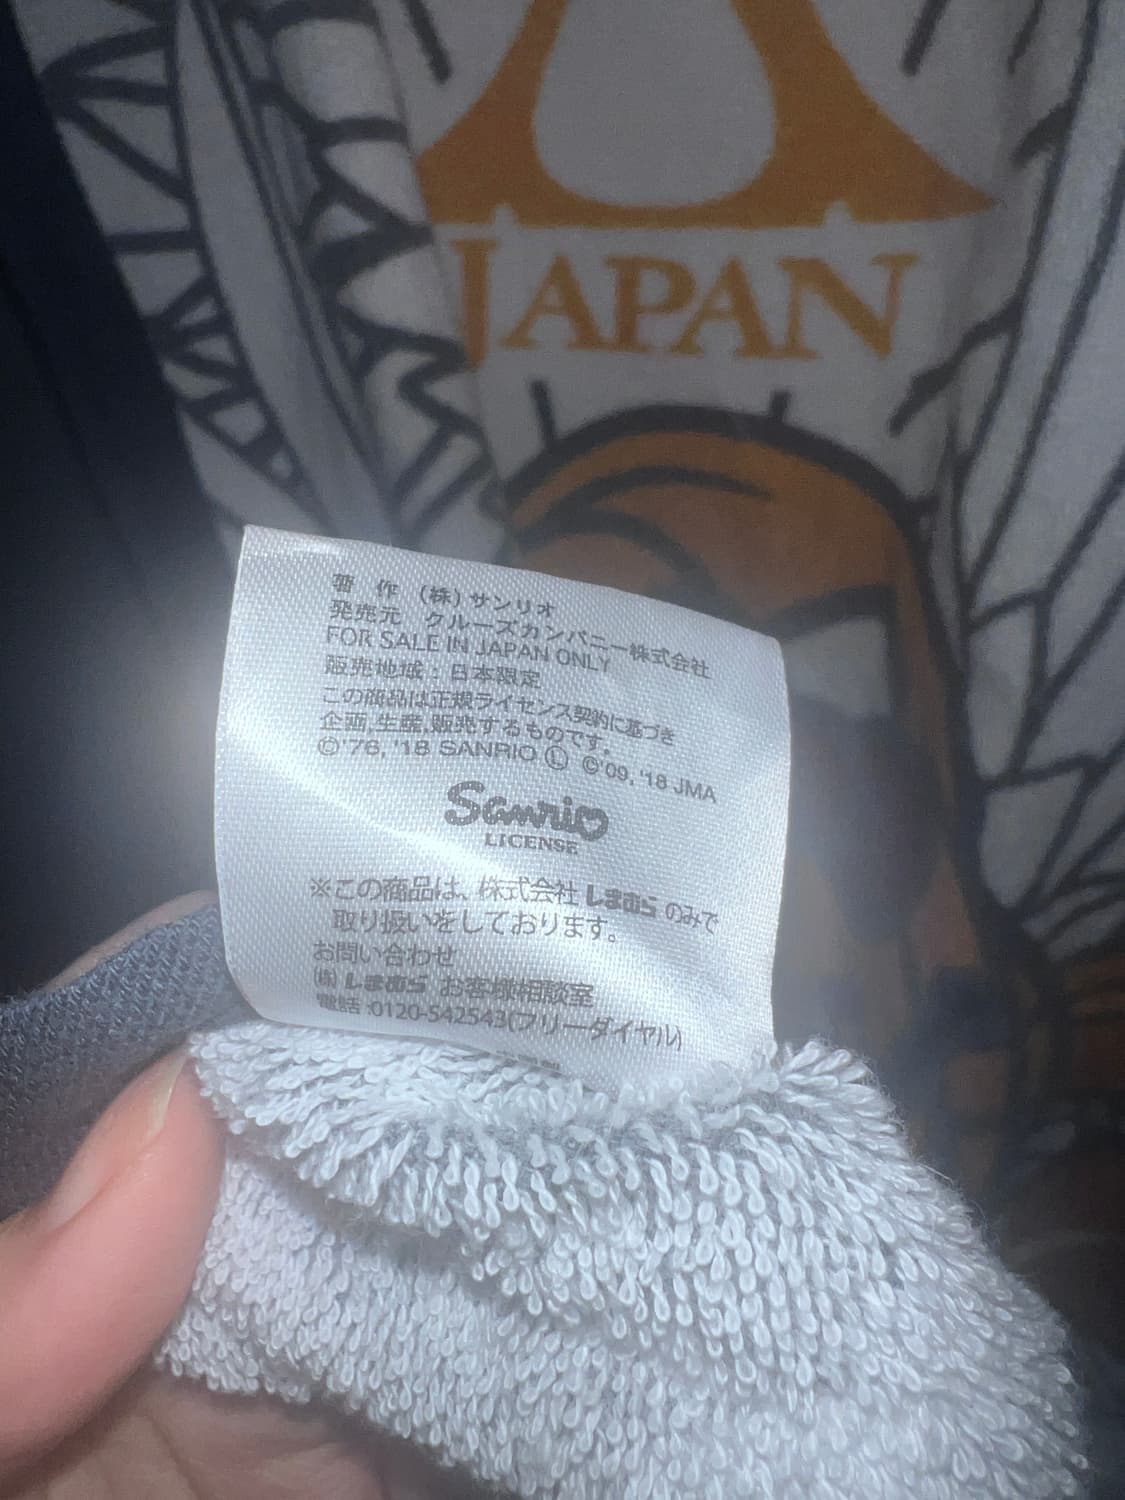 JAPAN
著 作 (株)サンリオ
発売元 クルーズカンパニー株式会社
FOR SALE IN JAPAN ONLY
販売地域：日本限定
この商品は正規ライセンス契約に基づき
企画,生産,販売するものです。
©'76, '18 SANRIO Ⓛ ©'09, '18 JMA
Sanrio
LICENSE
※この商品は、株式会社 しまむら のみで
取り扱いをしております。
お問い合わせ
(株) しまむら お客様相談室
電話:0120-542543(フリーダイヤル)